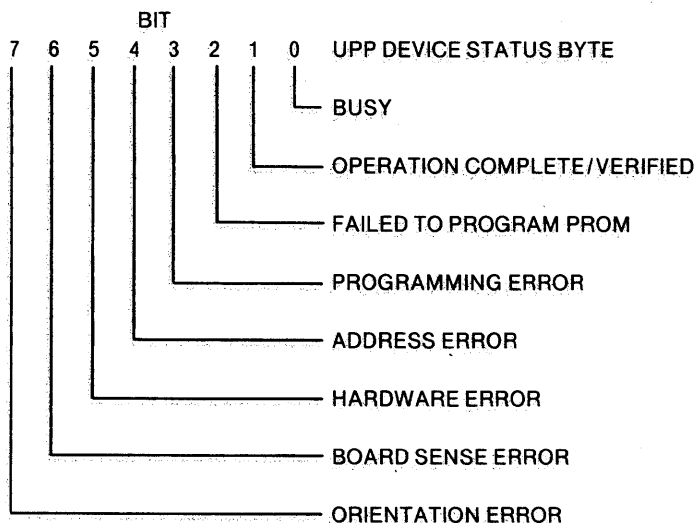 BIT
7 6 5 4 3 2 1 0 UPP DEVICE STATUS BYTE
BUSY
OPERATION COMPLETE/VERIFIED
FAILED TO PROGRAM PROM
PROGRAMMING ERROR
ADDRESS ERROR
HARDWARE ERROR
BOARD SENSE ERROR
ORIENTATION ERROR